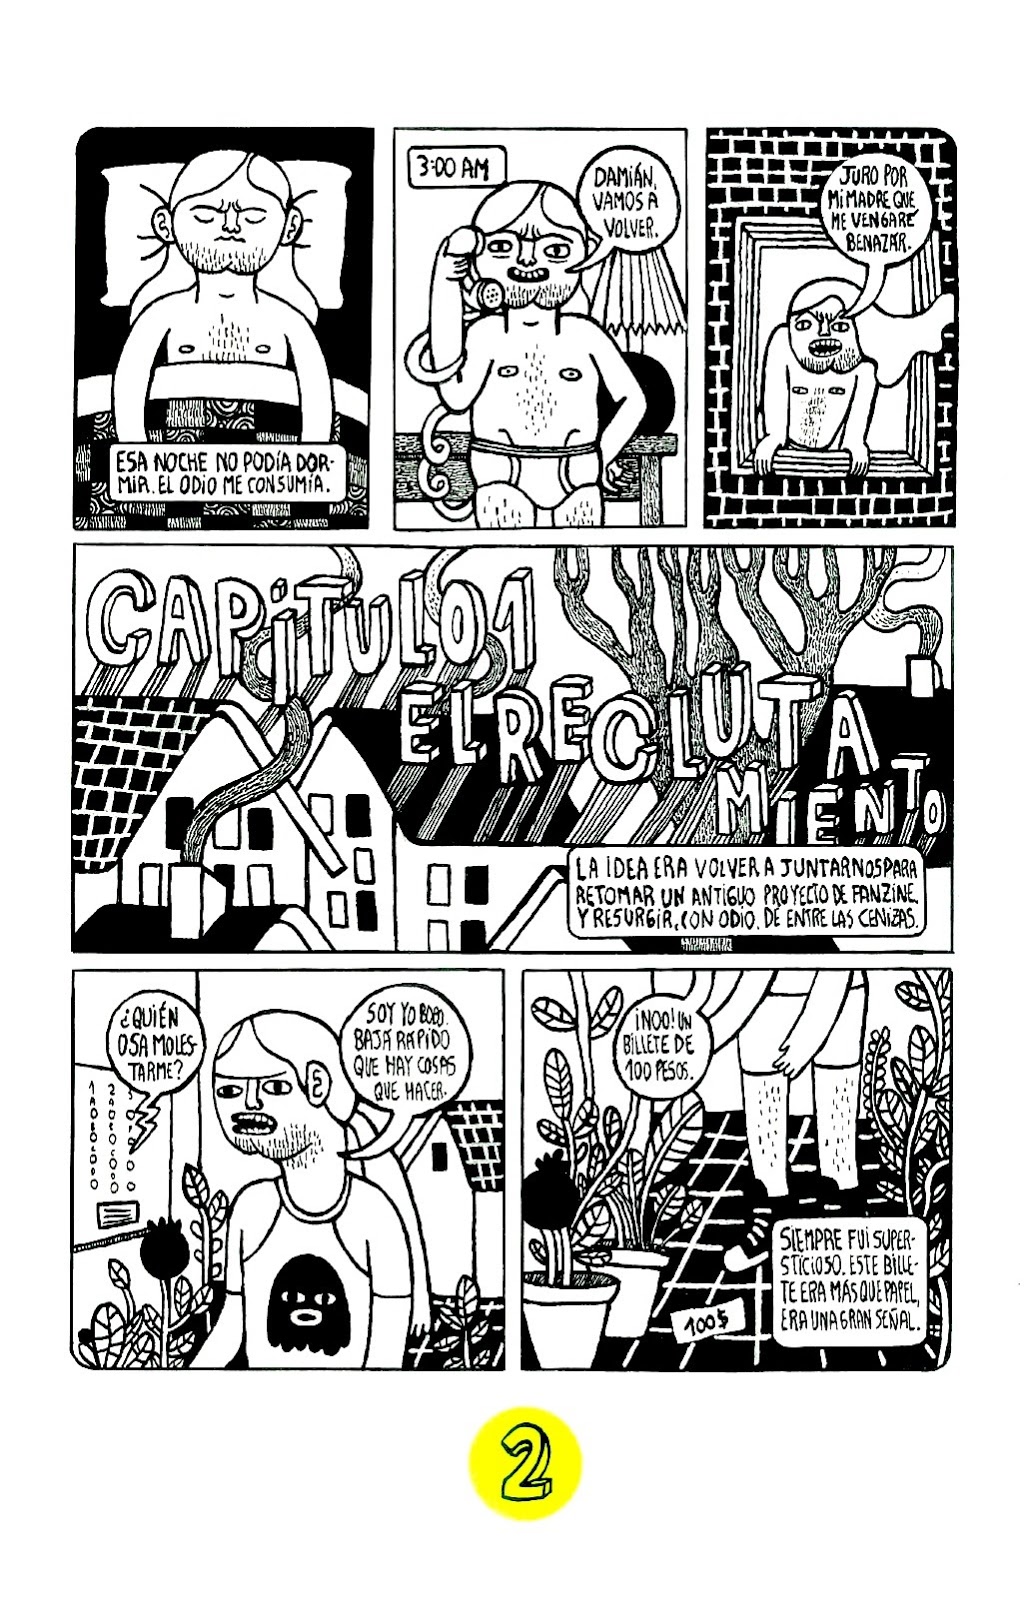 ESA NOCHE NO PODÍA DOR-
MIR. EL ODIO ME CONSUMÍA.
3:00 AM
DAMIÁN,
VAMOS A
VOLVER.
JURO POR
MI MADRE QUE
ME VENGARÉ
BENAZAR.
CAPÍTULO 1
EL RECLUTA
MIENTO
LA IDEA ERA VOLVER A JUNTARNOS PARA
RETOMAR UN ANTIGUO PROYECTO DE FANZINE.
Y RESURGIR, CON ODIO, DE ENTRE LAS CENIZAS.
¿QUIÉN
OSA MOLES-
TARME?
SOY YO BOBO.
BAJÁ RÁPIDO
QUE HAY COSAS
QUE HACER.
¡NOO! UN
BILLETE DE
100 PESOS.
100$
SIEMPRE FUI SUPER-
STICIOSO. ESTE BILLE-
TE ERA MÁS QUE PAPEL,
ERA UNA GRAN SEÑAL.
2